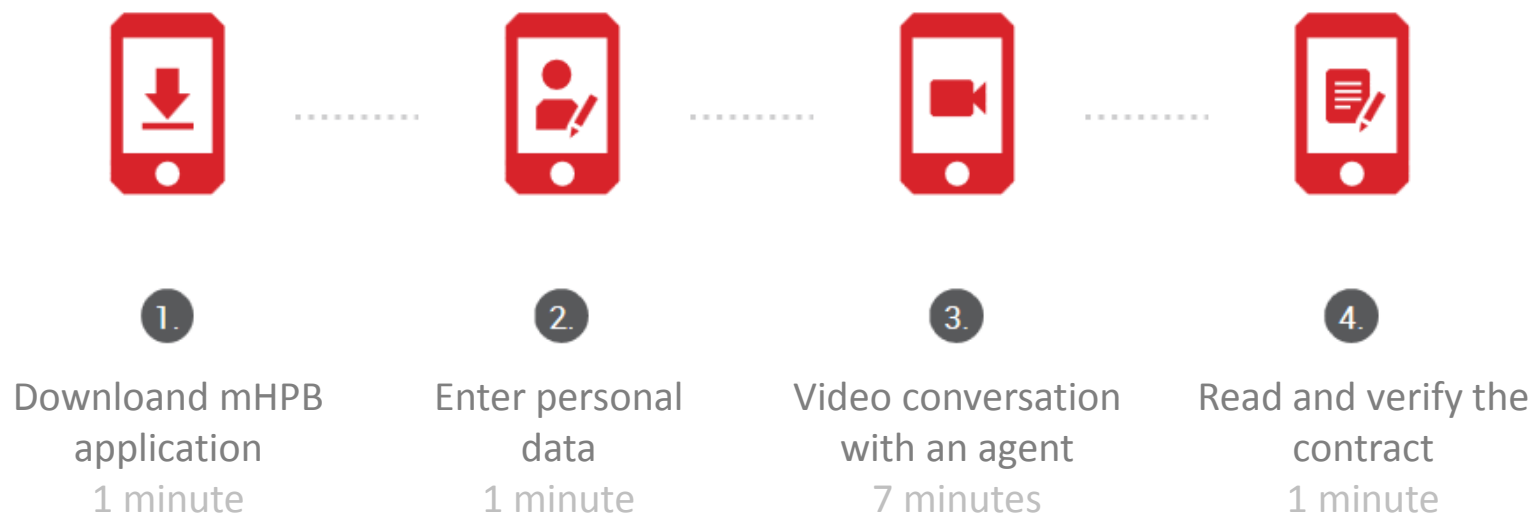 1.
Downloand mHPB
application
1 minute
2.
Enter personal
data
1 minute
3.
Video conversation
with an agent
7 minutes
4.
Read and verify the
contract
1 minute